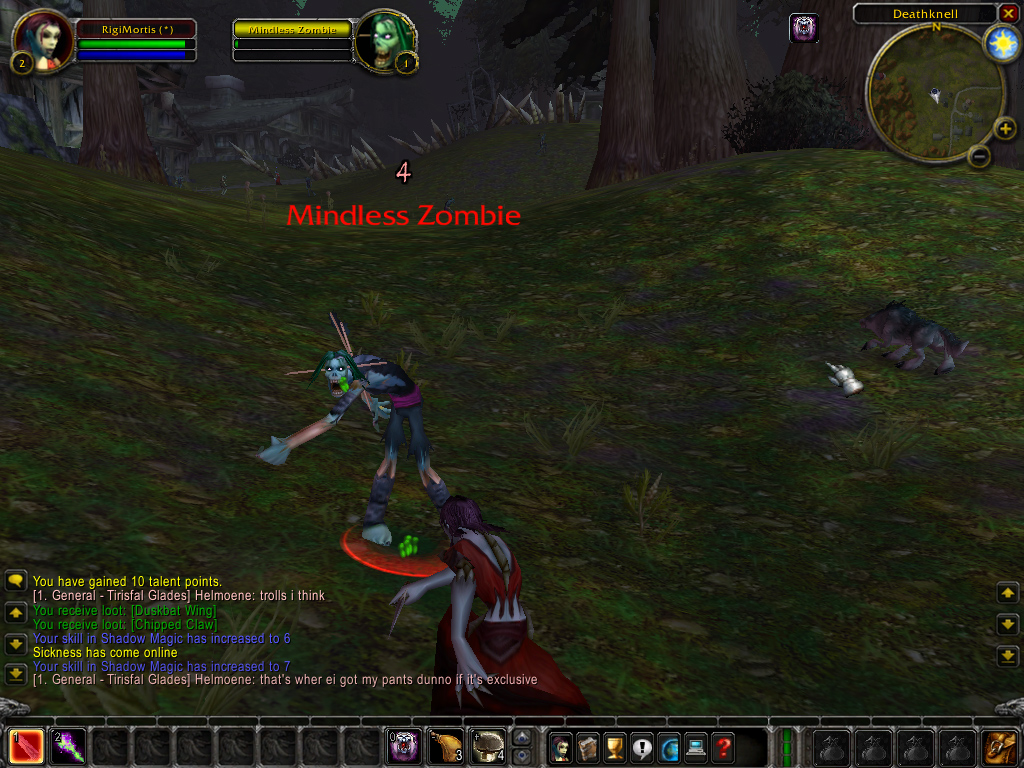 RigiMortis (*)
2
Mindless Zombie
1
Deathknell
N
4
Mindless Zombie
You have gained 10 talent points.
[1. General - Tirisfal Glades] Helmoene: trolls i think
You receive loot: [Duskbat Wing]
You receive loot: [Chipped Claw]
Your skill in Shadow Magic has increased to 6
Sickness has come online
Your skill in Shadow Magic has increased to 7
[1. General - Tirisfal Glades] Helmoene: that's wher ei got my pants dunno if it's exclusive
1
2
3
4